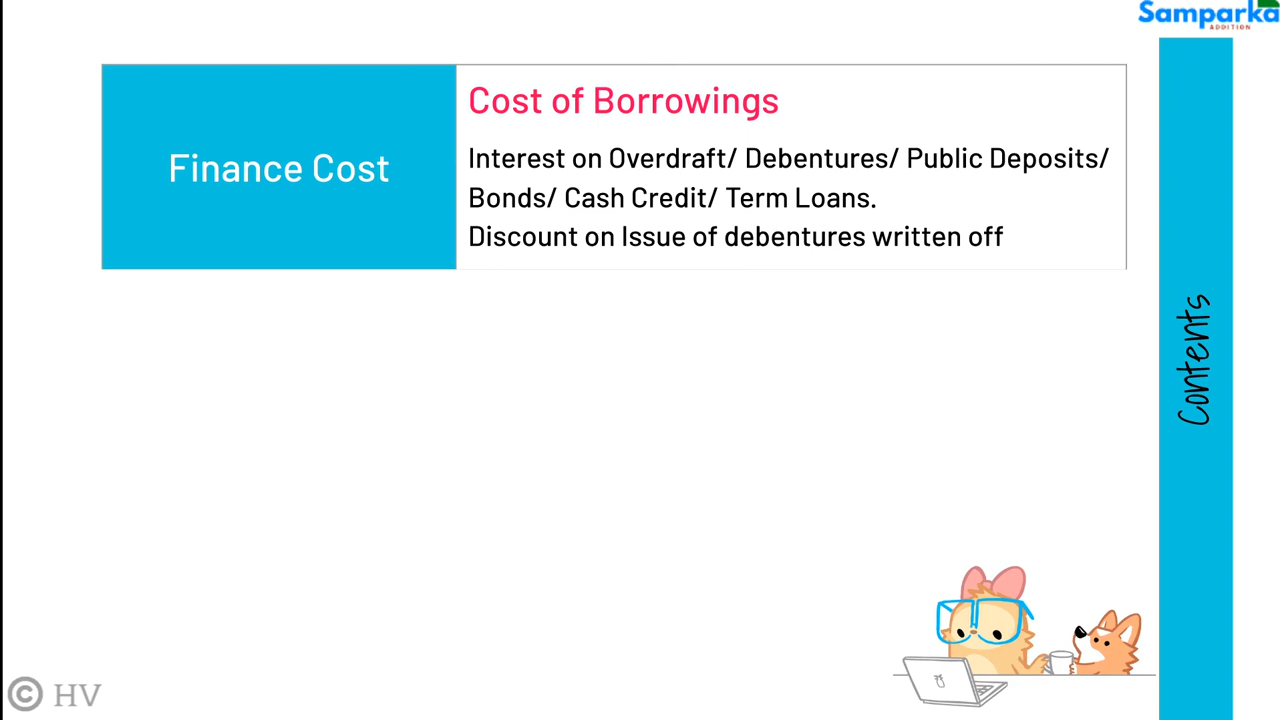 Samparka
ADDITION
Finance Cost
Cost of Borrowings
Interest on Overdraft/ Debentures/ Public Deposits/
Bonds/ Cash Credit/ Term Loans.
Discount on Issue of debentures written off
Contents
© HV